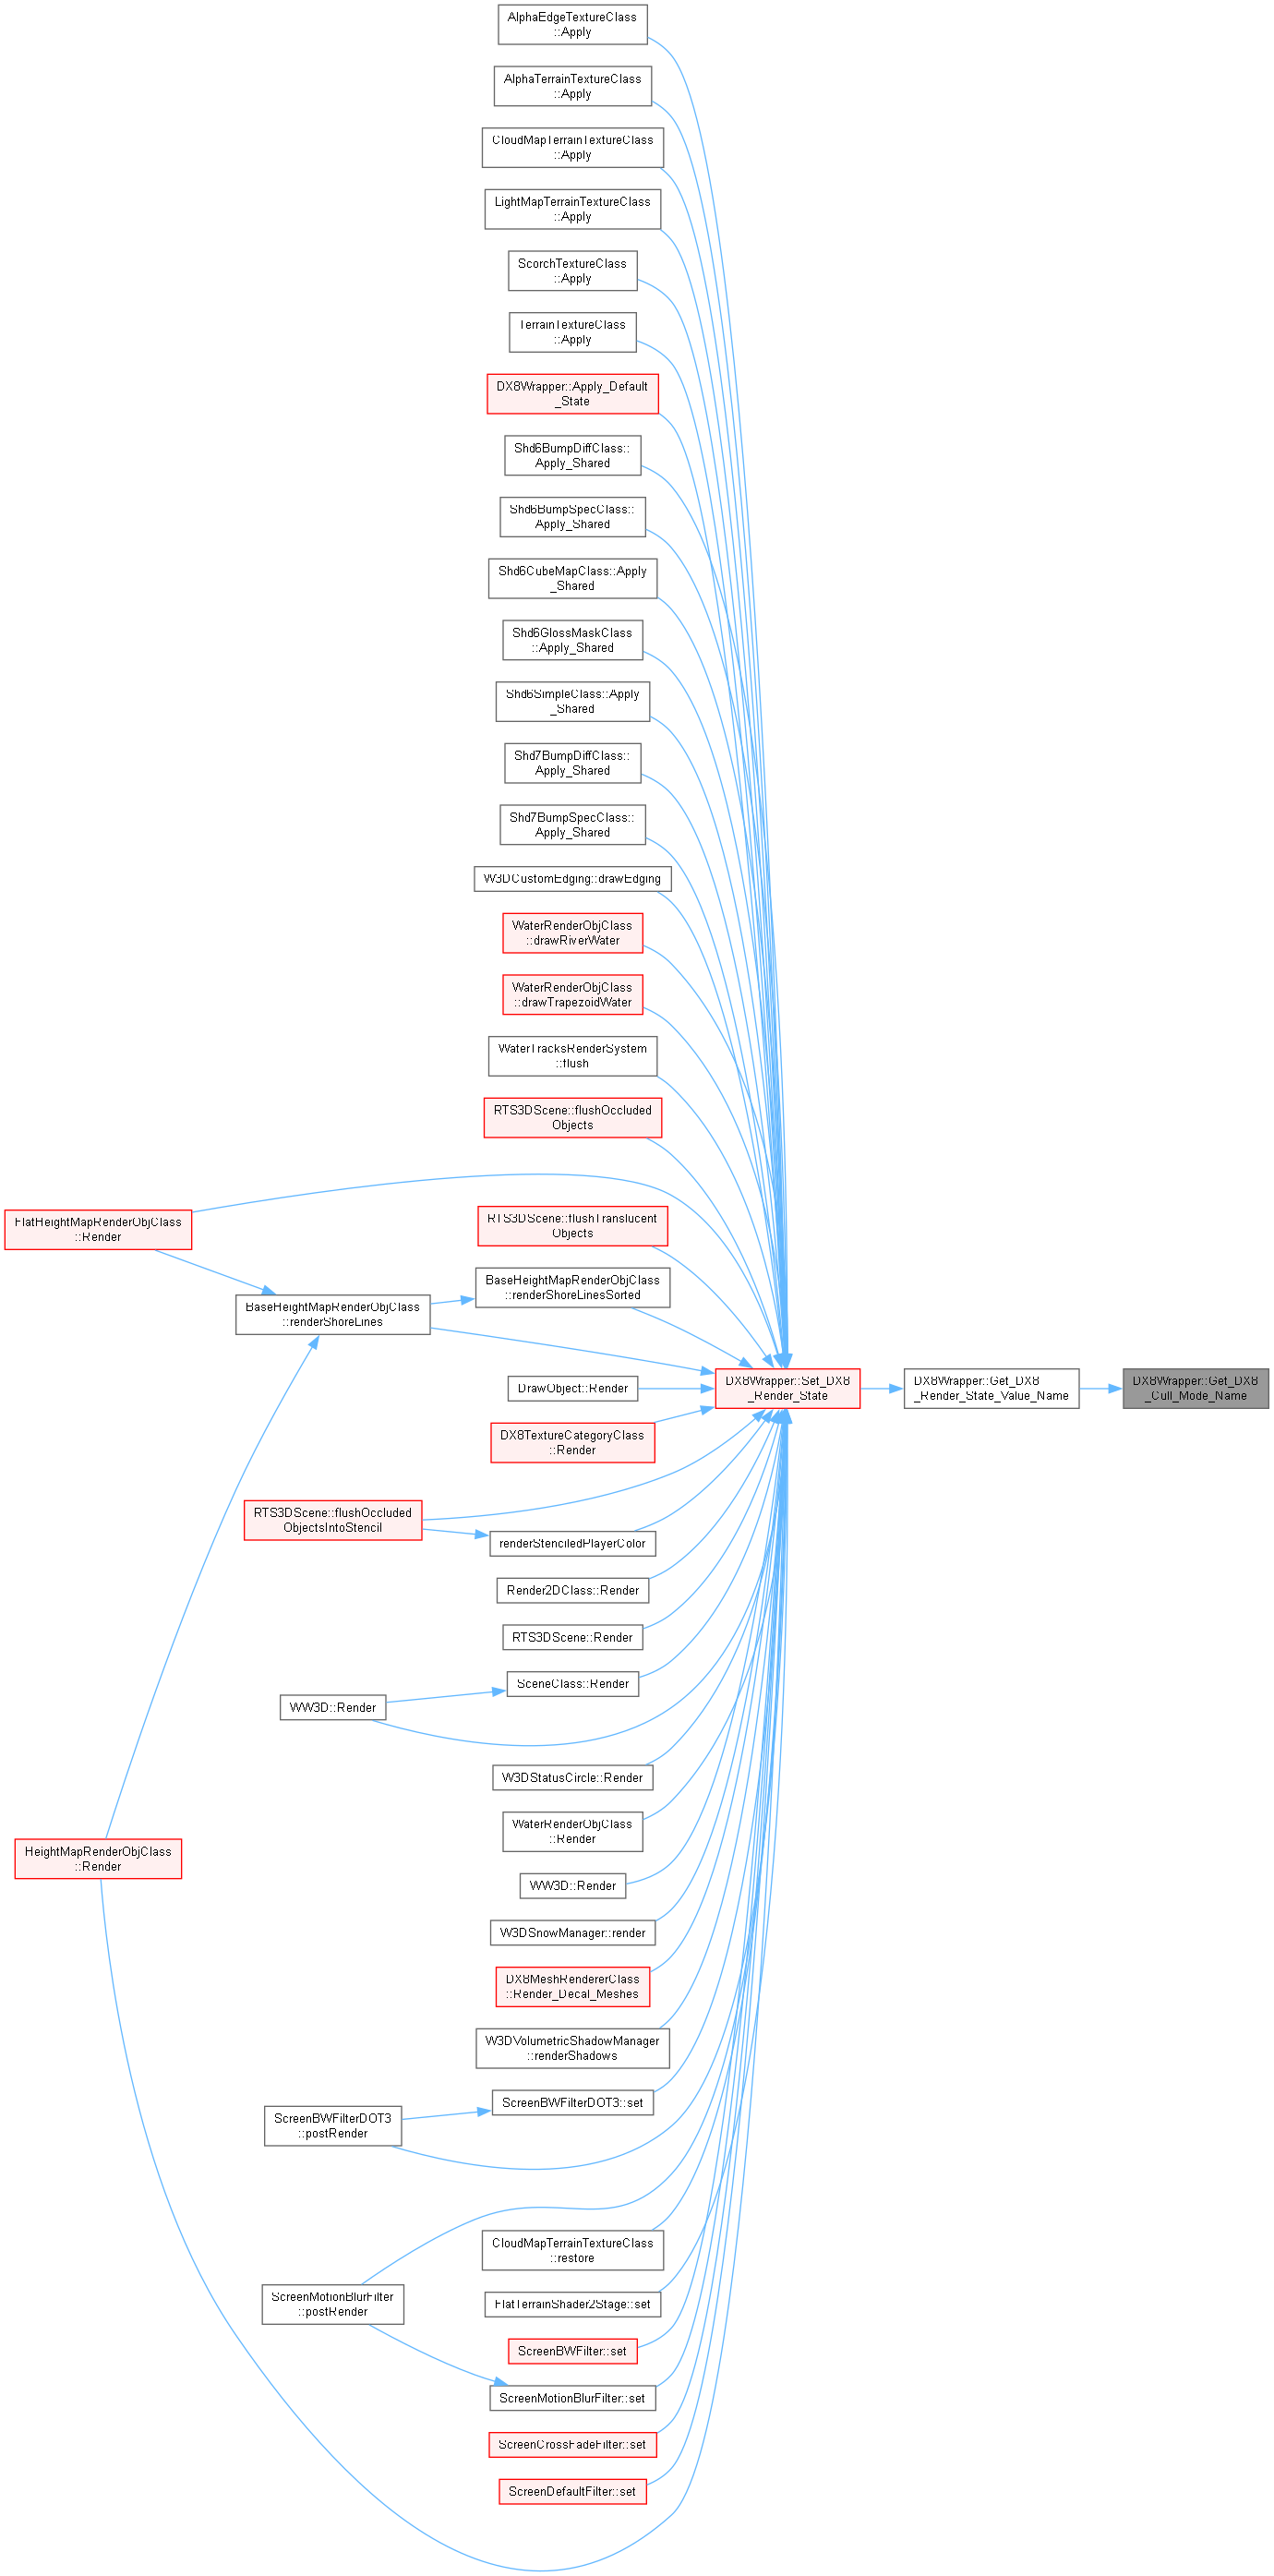 AlphaEdgeTextureClass
::Apply
AlphaTerrainTextureClass
::Apply
CloudMapTerrainTextureClass
::Apply
LightMapTerrainTextureClass
::Apply
ScorchTextureClass
::Apply
TerrainTextureClass
::Apply
DX8Wrapper::Apply_Default
_State
Shd6BumpDiffClass::
Apply_Shared
Shd6BumpSpecClass::
Apply_Shared
Shd6CubeMapClass::Apply
_Shared
Shd6GlossMaskClass
::Apply_Shared
Shd6SimpleClass::Apply
_Shared
Shd7BumpDiffClass::
Apply_Shared
Shd7BumpSpecClass::
Apply_Shared
W3DCustomEdging::drawEdging
WaterRenderObjClass
::drawRiverWater
WaterRenderObjClass
::drawTrapezoidWater
WaterTracksRenderSystem
::flush
RTS3DScene::flushOccluded
Objects
FlatHeightMapRenderObjClass
::Render
RTS3DScene::flushTranslucent
Objects
BaseHeightMapRenderObjClass
::renderShoreLinesSorted
BaseHeightMapRenderObjClass
::renderShoreLines
DrawObject::Render
DX8Wrapper::Set_DX8
_Render_State
DX8Wrapper::Get_DX8
_Render_State_Value_Name
DX8Wrapper::Get_DX8
_Cull_Mode_Name
DX8TextureCategoryClass
::Render
RTS3DScene::flushOccluded
ObjectsIntoStencil
renderStenciledPlayerColor
Render2DClass::Render
RTS3DScene::Render
SceneClass::Render
WW3D::Render
W3DStatusCircle::Render
WaterRenderObjClass
::Render
HeightMapRenderObjClass
::Render
WW3D::Render
W3DSnowManager::render
DX8MeshRendererClass
::Render_Decal_Meshes
W3DVolumetricShadowManager
::renderShadows
ScreenBWFilterDOT3::set
ScreenBWFilterDOT3
::postRender
CloudMapTerrainTextureClass
::restore
ScreenMotionBlurFilter
::postRender
FlatTerrainShader2Stage::set
ScreenBWFilter::set
ScreenMotionBlurFilter::set
ScreenCrossFadeFilter::set
ScreenDefaultFilter::set